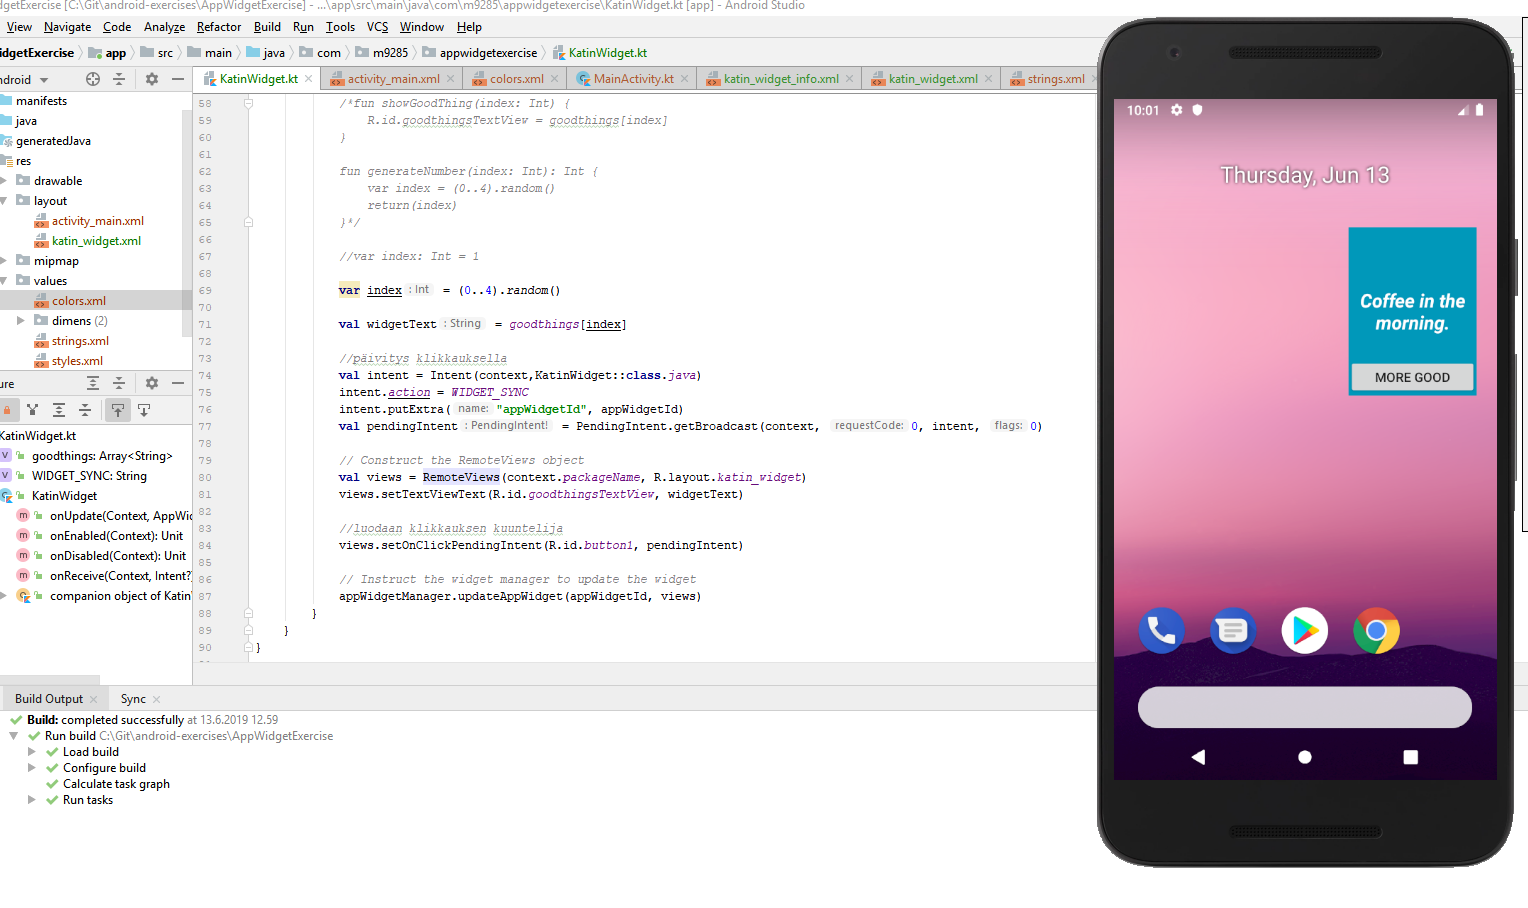 dgetExercise [C:\Git\android-exercises\AppWidgetExercise] - ...\app\src\main\java\com\m9285\appwidgetexercise\KatinWidget.kt [app] - Android Studio
View Navigate Code Analyze Refactor Build Run Tools VCS Window Help
idgetExercise app src main java com m9285 appwidgetexercise KatinWidget.kt
ndroid
KatinWidget.kt activity_main.xml colors.xml MainActivity.kt katin_widget_info.xml katin_widget.xml strings.xml
manifests
java
generatedJava
res
drawable
layout
activity_main.xml
katin_widget.xml
mipmap
values
colors.xml
dimens (2)
strings.xml
styles.xml
ure
KatinWidget.kt
goodthings: Array<String>
WIDGET_SYNC: String
KatinWidget
onUpdate(Context, AppWid
onEnabled(Context): Unit
onDisabled(Context): Unit
onReceive(Context, Intent?)
companion object of Katin
58 /*fun showGoodThing(index: Int) {
59 R.id.goodthingsTextView = goodthings[index]
60 }
61
62 fun generateNumber(index: Int): Int {
63 var index = (0..4).random()
64 return(index)
65 }*/
66
67 //var index: Int = 1
68
69 var index : Int = (0..4).random()
70
71 val widgetText : String = goodthings[index]
72
73 //päivitys klikkauksella
74 val intent = Intent(context,KatinWidget::class.java)
75 intent.action = WIDGET_SYNC
76 intent.putExtra( name: "appWidgetId", appWidgetId)
77 val pendingIntent : PendingIntent! = PendingIntent.getBroadcast(context, requestCode: 0, intent, flags: 0)
78
79 // Construct the RemoteViews object
80 val views = RemoteViews(context.packageName, R.layout.katin_widget)
81 views.setTextViewText(R.id.goodthingsTextView, widgetText)
82
83 //luodaan klikkauksen kuuntelija
84 views.setOnClickPendingIntent(R.id.button1, pendingIntent)
85
86 // Instruct the widget manager to update the widget
87 appWidgetManager.updateAppWidget(appWidgetId, views)
88 }
89 }
90 }
Build Output Sync
Build: completed successfully at 13.6.2019 12.59
Run build C:\Git\android-exercises\AppWidgetExercise
Load build
Configure build
Calculate task graph
Run tasks
10:01
Thursday, Jun 13
Coffee in the
morning.
MORE GOOD